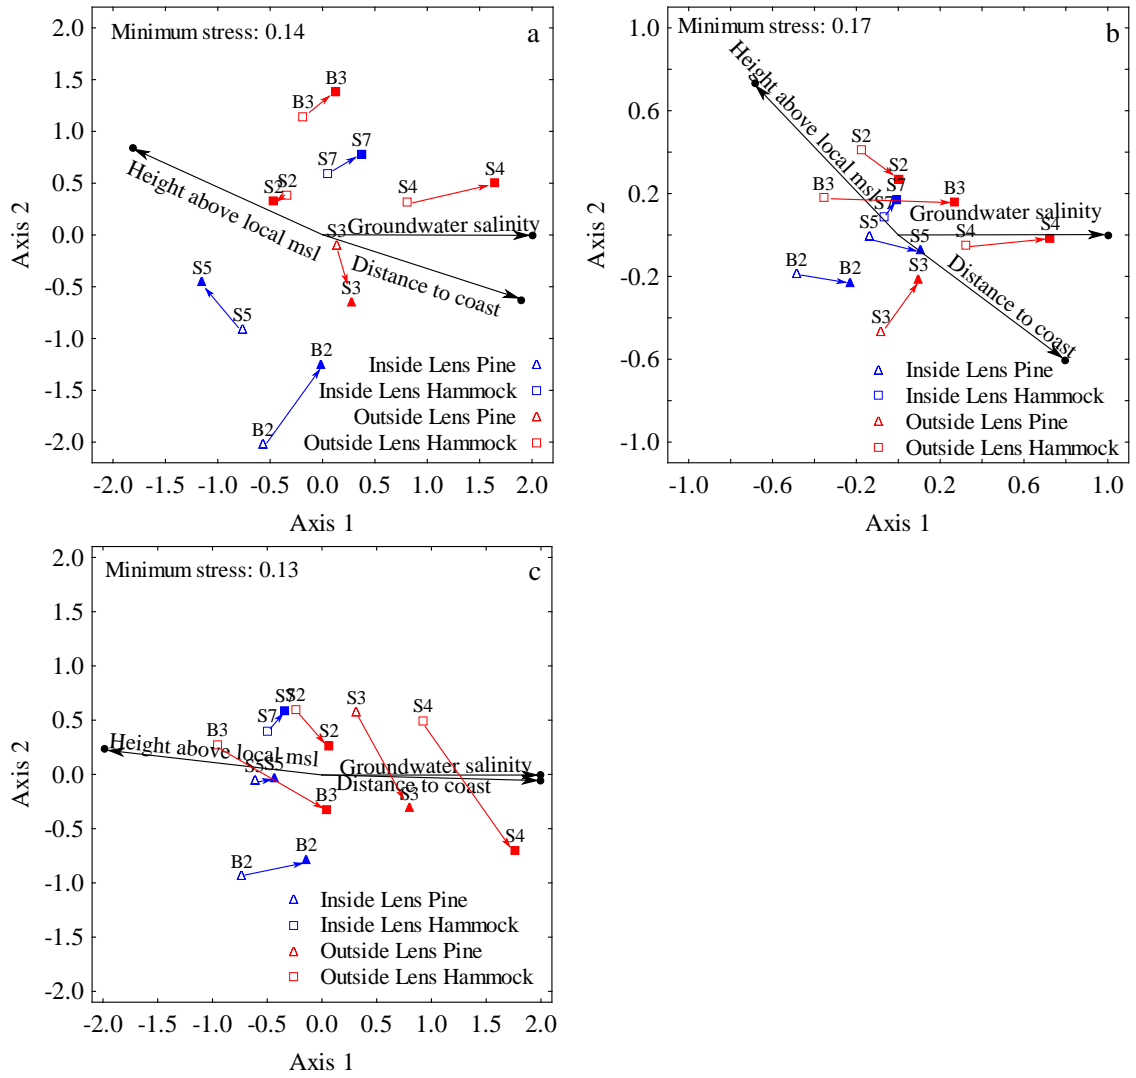 Minimum stress: 0.14
a
2.0
1.5
1.0
0.5
0.0
-0.5
-1.0
-1.5
-2.0
Axis 2
B3
B3
S7
S7
S2
S2
S4
S4
Height above local msl
Groundwater salinity
Distance to coast
S3
S3
S5
S5
B2
B2
Inside Lens Pine
Inside Lens Hammock
Outside Lens Pine
Outside Lens Hammock
-2.0 -1.5 -1.0 -0.5 0.0 0.5 1.0 1.5 2.0
Axis 1
Minimum stress: 0.17
b
1.0
0.6
0.2
-0.2
-0.6
-1.0
Axis 2
Height above local msl
S2
S2
B3
B3
S7
S7
Groundwater salinity
S4
S4
S5
S5
B2
B2
S3
S3
Distance to coast
Inside Lens Pine
Inside Lens Hammock
Outside Lens Pine
Outside Lens Hammock
-1.0 -0.6 -0.2 0.2 0.6 1.0
Axis 1
Minimum stress: 0.13
c
2.0
1.5
1.0
0.5
0.0
-0.5
-1.0
-1.5
-2.0
Axis 2
S7
S2
S3
S4
B3
S7
S2
Height above local msl
Groundwater salinity
Distance to coast
S5
S5
B3
S3
S4
B2
B2
Inside Lens Pine
Inside Lens Hammock
Outside Lens Pine
Outside Lens Hammock
-2.0 -1.5 -1.0 -0.5 0.0 0.5 1.0 1.5 2.0
Axis 1